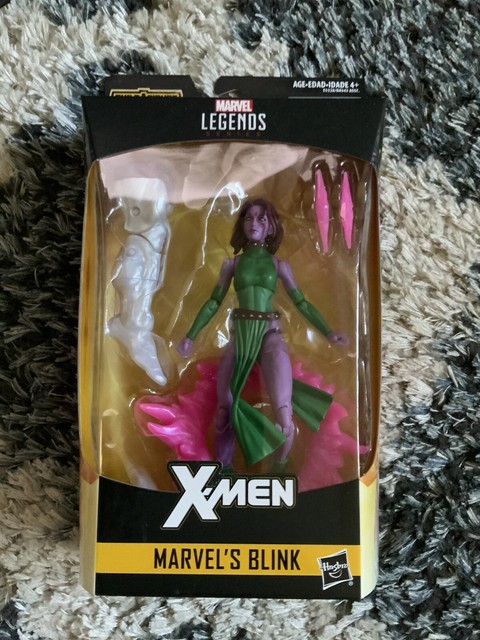 AGE•EDAD•IDADE 4+
MARVEL
LEGENDS
SERIES
X-MEN
MARVEL'S BLINK
Hasbro